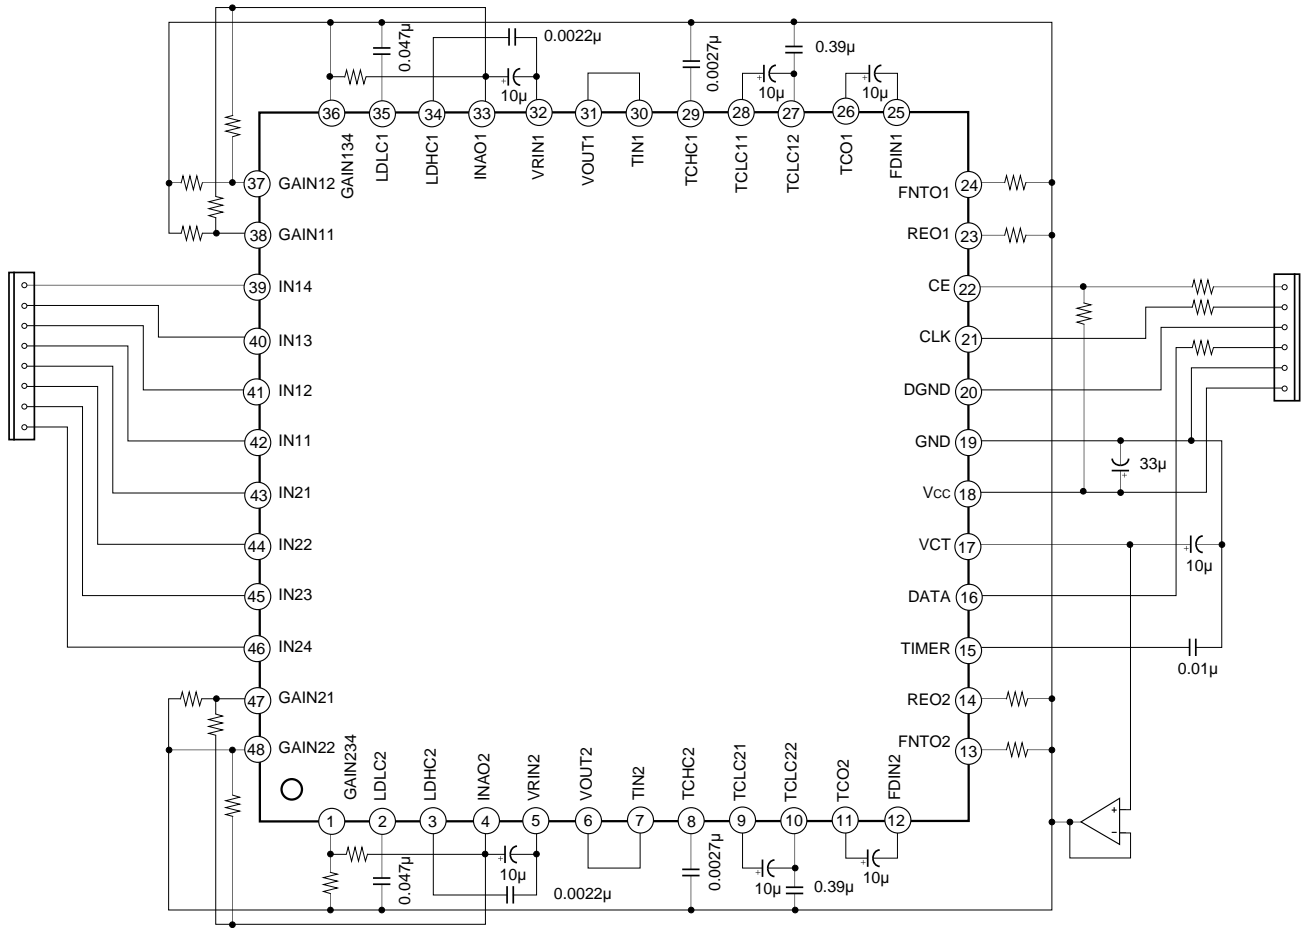 0.047µ
0.0022µ
0.0027µ
0.39µ
+
10µ
+
10µ
+
10µ
36
35
34
33
32
31
30
29
28
27
26
25
GAIN134
LDLC1
LDHC1
INAO1
VRIN1
VOUT1
TIN1
TCHC1
TCLC11
TCLC12
TCO1
FDIN1
37 GAIN12
FNTO1 24
38 GAIN11
REO1 23
39 IN14
CE 22
40 IN13
CLK 21
41 IN12
DGND 20
42 IN11
GND 19
33µ
+
43 IN21
VCC 18
44 IN22
VCT 17
+
10µ
45 IN23
DATA 16
46 IN24
TIMER 15
0.01µ
47 GAIN21
REO2 14
48 GAIN22
FNTO2 13
GAIN234
LDLC2
LDHC2
INAO2
VRIN2
VOUT2
TIN2
TCHC2
TCLC21
TCLC22
TCO2
FDIN2
1
2
3
4
5
6
7
8
9
10
11
12
+
−
0.047µ
+
10µ
0.0022µ
0.0027µ
+
10µ
0.39µ
+
10µ